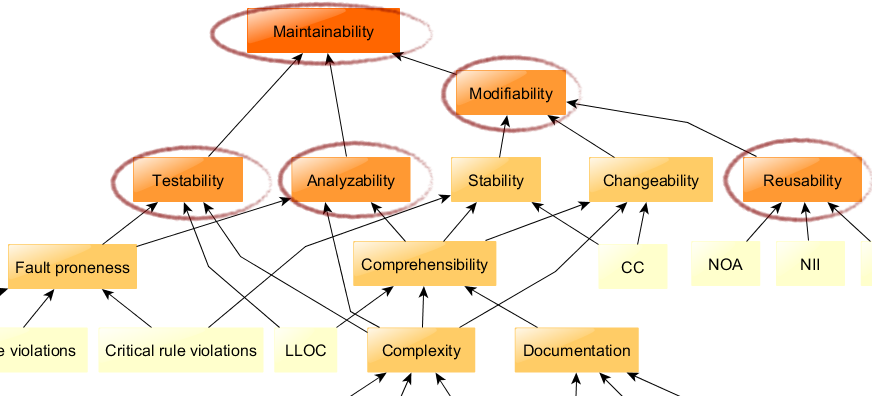 Maintainability
Modifiability
Testability
Analyzability
Stability
Changeability
Reusability
Fault proneness
Comprehensibility
CC
NOA
NII
violations
Critical rule violations
LLOC
Complexity
Documentation